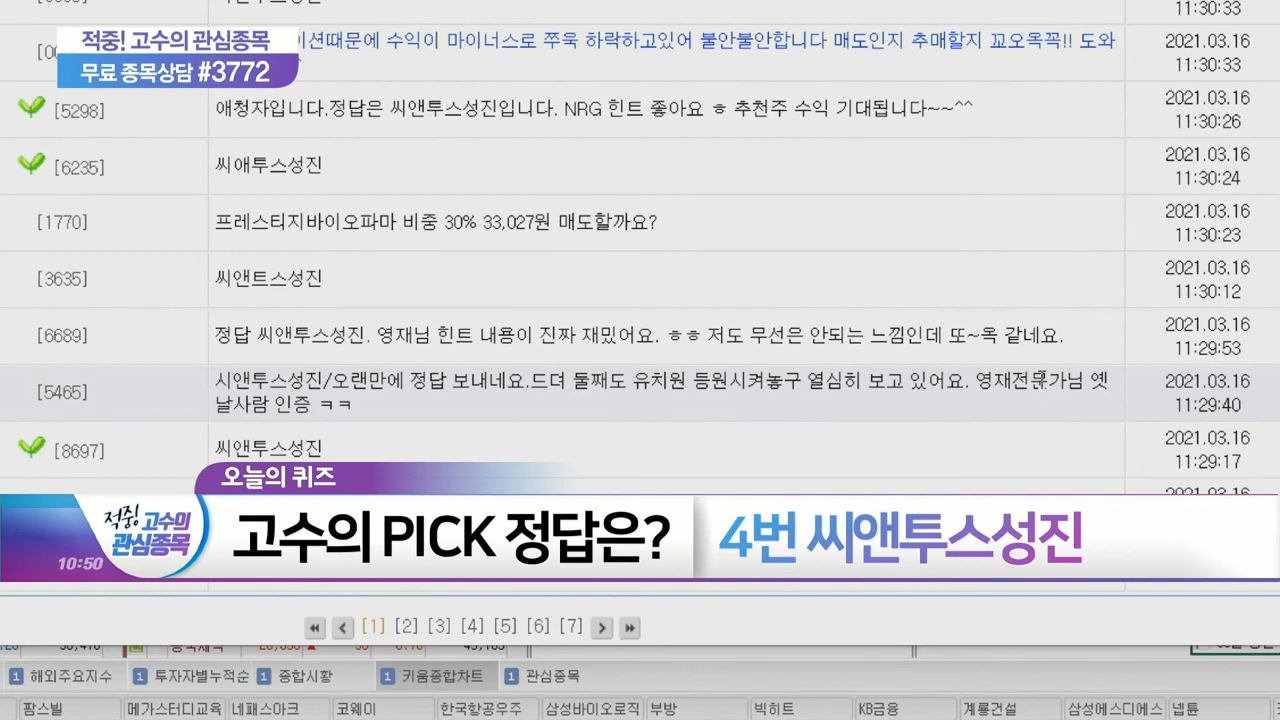 11:30:33
적중! 고수의 관심종목
무료 종목상담 #3772
이션때문에 수익이 마이너스로 쭈욱 하락하고있어 불안불안합니다 매도인지 추매할지 꾜오옥꼭!! 도와
2021.03.16
11:30:33
[5298] 애청자입니다.정답은 씨앤투스성진입니다. NRG 힌트 좋아요 ㅎ 추천주 수익 기대됩니다~~^^
2021.03.16
11:30:26
[6235] 씨애투스성진
2021.03.16
11:30:24
[1770] 프레스티지바이오파마 비중 30% 33,027원 매도할까요?
2021.03.16
11:30:23
[3635] 씨앤트스성진
2021.03.16
11:30:12
[6689] 정답 씨앤투스성진. 영재님 힌트 내용이 진짜 재밌어요. ㅎㅎ 저도 무선은 안되는 느낌인데 또~옥 같네요.
2021.03.16
11:29:53
[5465] 시앤투스성진/오랜만에 정답 보내네요.드뎌 둘째도 유치원 등원시켜놓구 열심히 보고 있어요. 영재전문가님 옛
날사람 인증 ㅋㅋ
2021.03.16
11:29:40
[8697] 씨앤투스성진
2021.03.16
11:29:17
오늘의 퀴즈
적중! 고수의
관심종목
10:50
고수의 PICK 정답은? 4번 씨앤투스성진
[1] [2] [3] [4] [5] [6] [7]
1 해외주요지수 1 투자자별누적순 1 종합시황 1 키움종합차트 1 관심종목
팜스빌 메가스터디교육 네패스아크 코웨이 한국항공우주 삼성바이오로직 부방 빅히트 KB금융 계룡건설 삼성에스디에스 넵튠